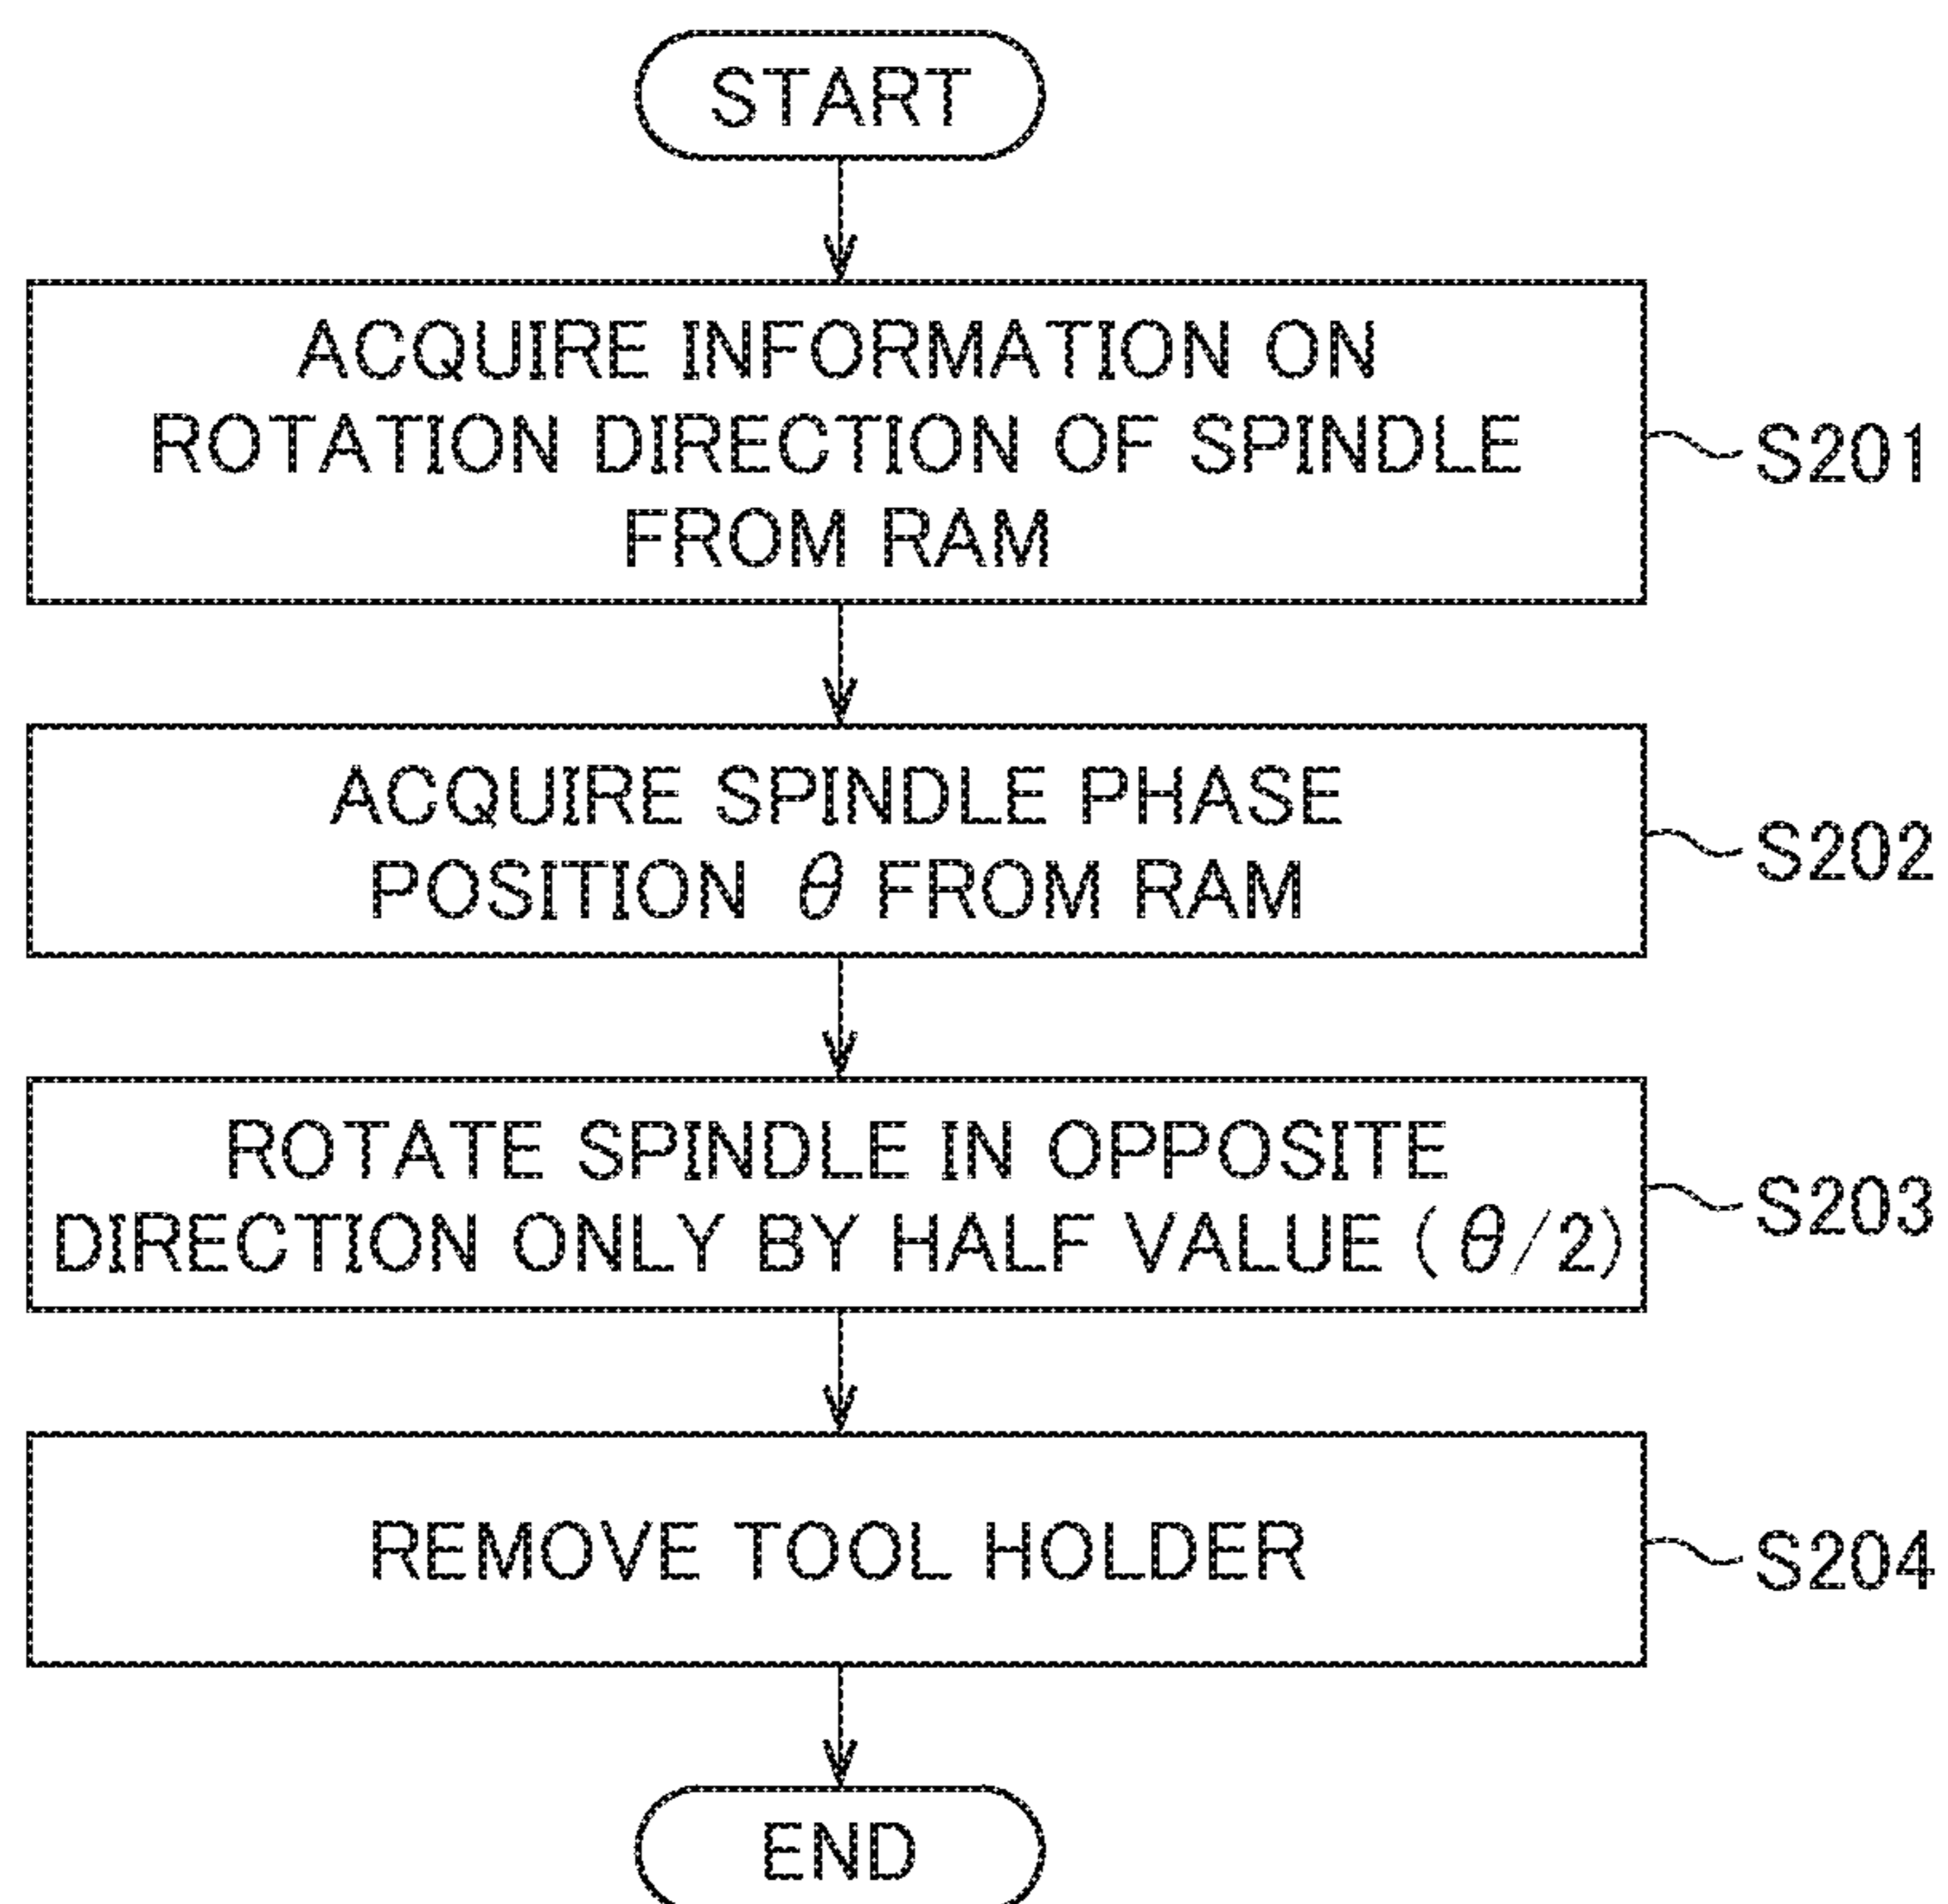 START
ACQUIRE INFORMATION ON
ROTATION DIRECTION OF SPINDLE
FROM RAM
S201
ACQUIRE SPINDLE PHASE
POSITION θ FROM RAM
S202
ROTATE SPINDLE IN OPPOSITE
DIRECTION ONLY BY HALF VALUE (θ/2)
S203
REMOVE TOOL HOLDER
S204
END